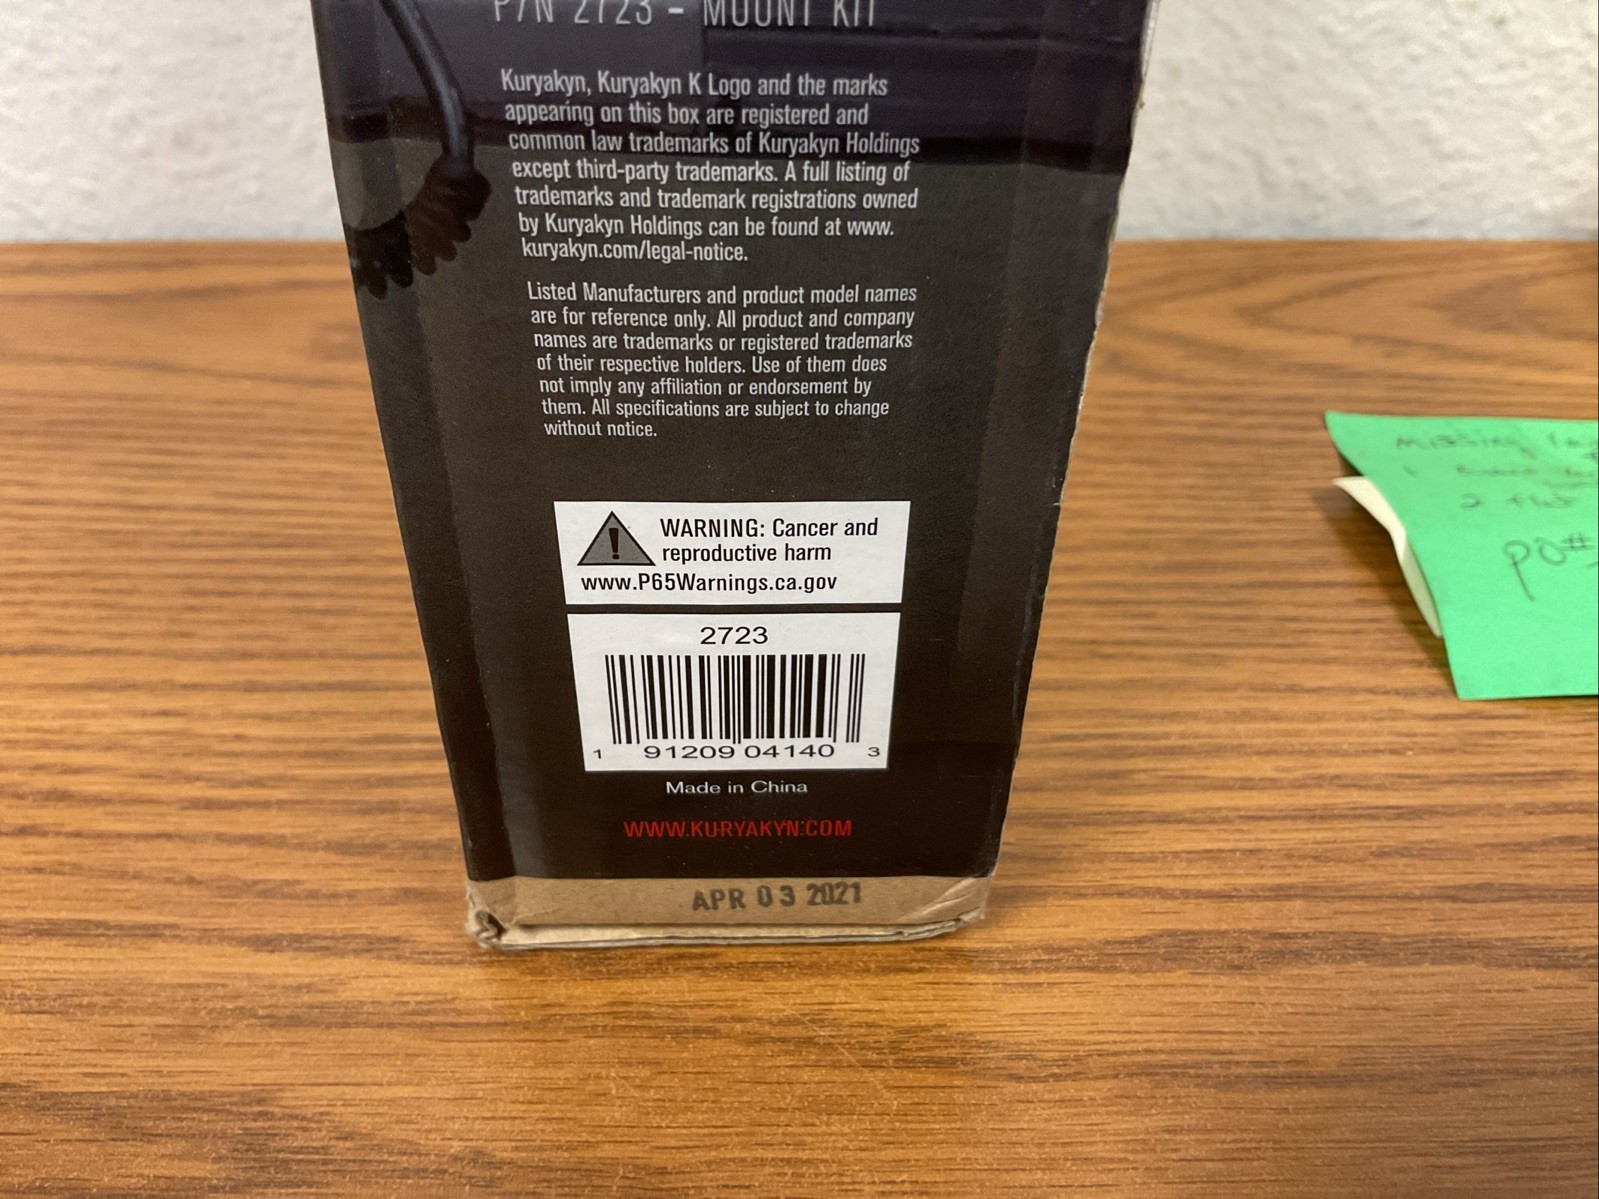 P/N 2723 - MOUNT KIT
Kuryakyn, Kuryakyn K Logo and the marks
appearing on this box are registered and
common law trademarks of Kuryakyn Holdings
except third-party trademarks. A full listing of
trademarks and trademark registrations owned
by Kuryakyn Holdings can be found at www.
kuryakyn.com/legal-notice.
Listed Manufacturers and product model names
are for reference only. All product and company
names are trademarks or registered trademarks
of their respective holders. Use of them does
not imply any affiliation or endorsement by
them. All specifications are subject to change
without notice.
WARNING: Cancer and
reproductive harm
www.P65Warnings.ca.gov
2723
1 91209 04140 3
Made in China
WWW.KURYAKYN.COM
APR 03 2021
Missing
1
2 flat
PO#